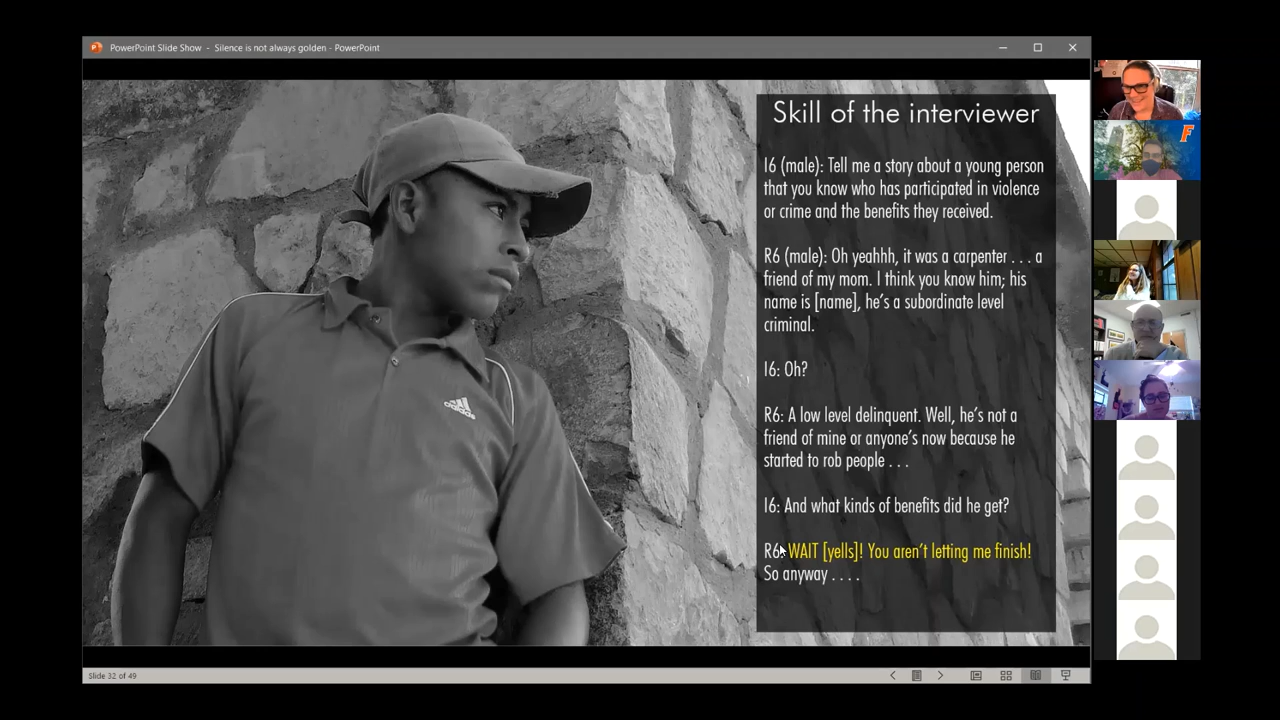 PowerPoint Slide Show - Silence is not always golden - PowerPoint
Skill of the interviewer
I6 (male): Tell me a story about a young person
that you know who has participated in violence
or crime and the benefits they received.
R6 (male): Oh yeahhh, it was a carpenter . . . a
friend of my mom. I think you know him; his
name is [name], he's a subordinate level
criminal.
I6: Oh?
R6: A low level delinquent. Well, he's not a
friend of mine or anyone's now because he
started to rob people . . .
I6: And what kinds of benefits did he get?
R6: WAIT [yells]! You aren't letting me finish!
So anyway . . . .
adidas
F
Slide 32 of 49